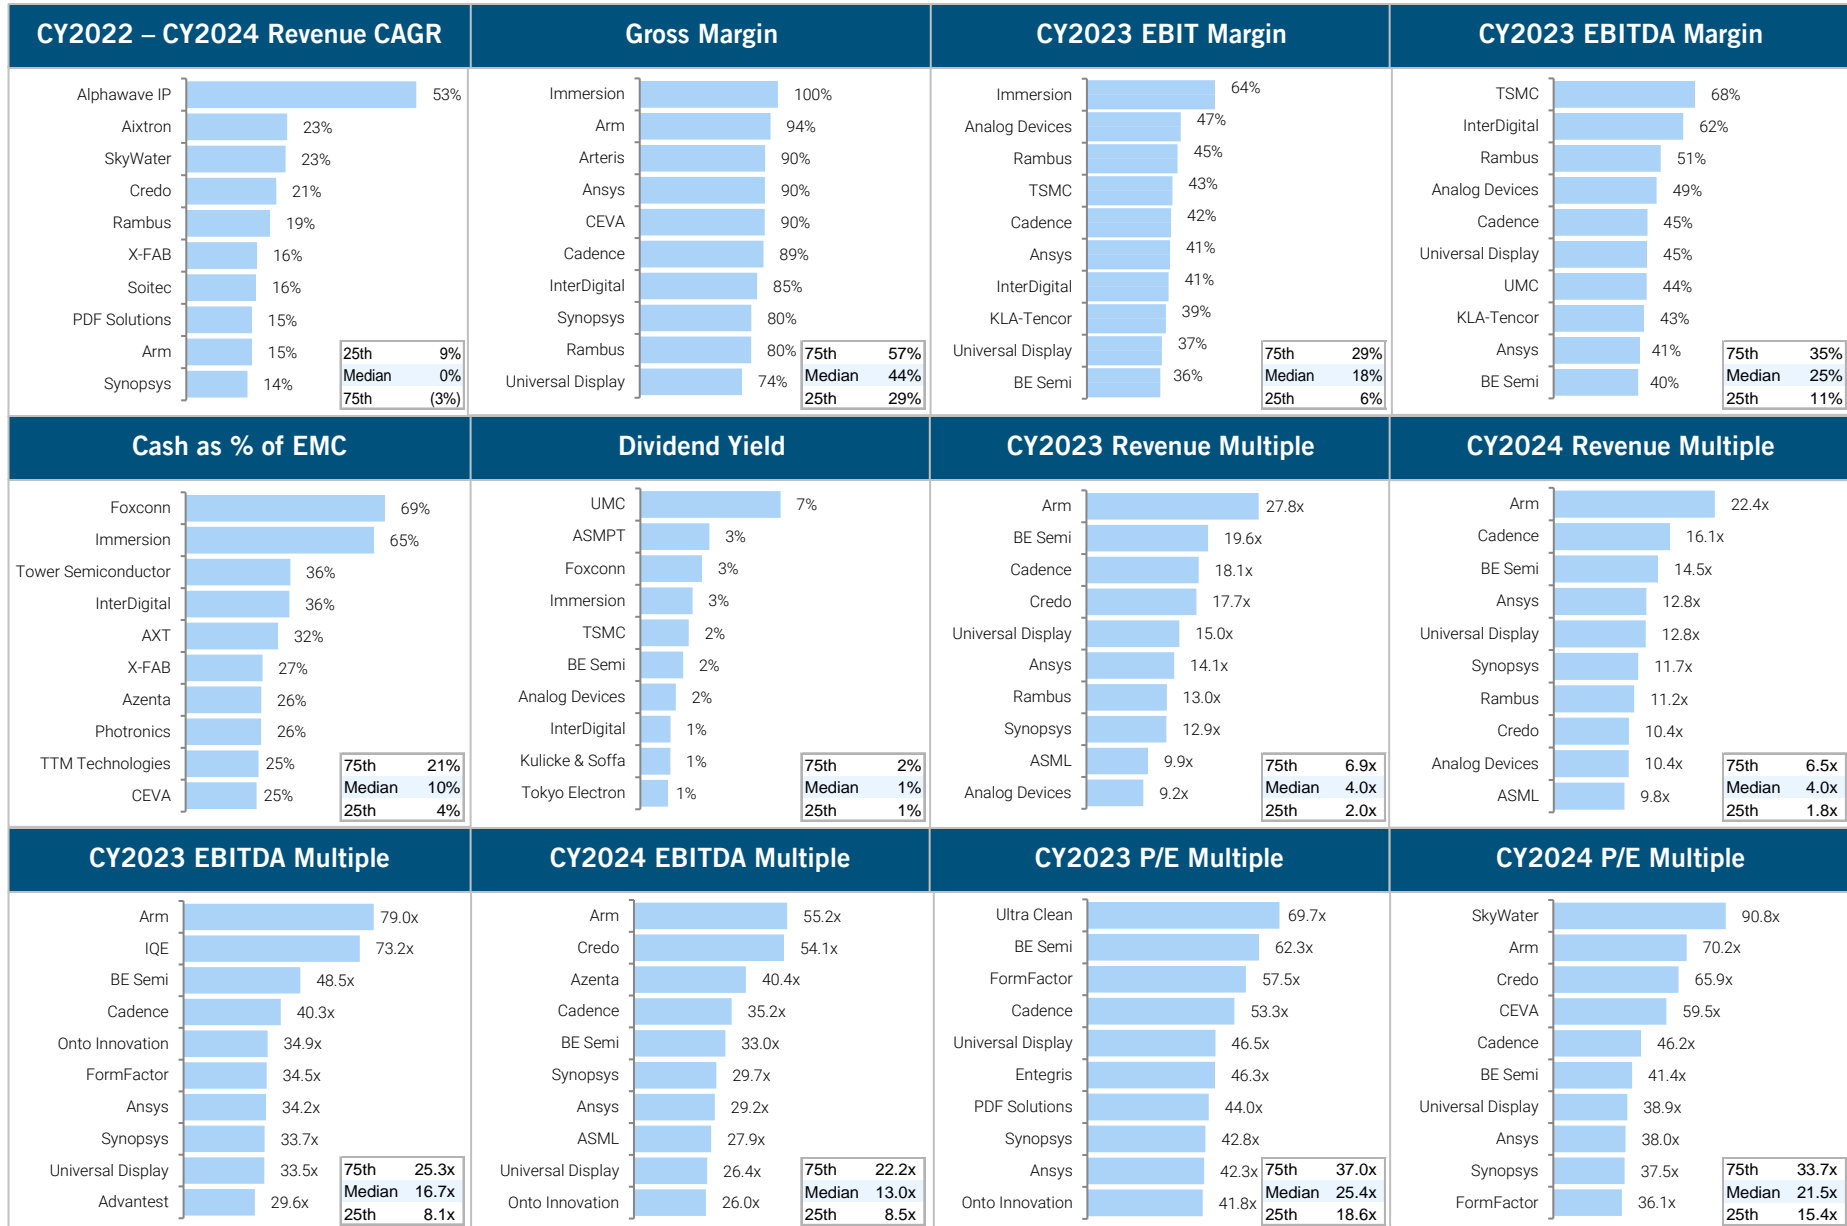 CY2022 – CY2024 Revenue CAGR
Alphawave IP 53%
Aixtron 23%
SkyWater 23%
Credo 21%
Rambus 19%
X-FAB 16%
Soitec 16%
PDF Solutions 15%
Arm 15%
Synopsys 14%
25th 9%
Median 0%
75th (3%)
Gross Margin
Immersion 100%
Arm 94%
Arteris 90%
Ansys 90%
CEVA 90%
Cadence 89%
InterDigital 85%
Synopsys 80%
Rambus 80%
Universal Display 74%
75th 57%
Median 44%
25th 29%
CY2023 EBIT Margin
Immersion 64%
Analog Devices 47%
Rambus 45%
TSMC 43%
Cadence 42%
Ansys 41%
InterDigital 41%
KLA-Tencor 39%
Universal Display 37%
BE Semi 36%
75th 29%
Median 18%
25th 6%
CY2023 EBITDA Margin
TSMC 68%
InterDigital 62%
Rambus 51%
Analog Devices 49%
Cadence 45%
Universal Display 45%
UMC 44%
KLA-Tencor 43%
Ansys 41%
BE Semi 40%
75th 35%
Median 25%
25th 11%
Cash as % of EMC
Foxconn 69%
Immersion 65%
Tower Semiconductor 36%
InterDigital 36%
AXT 32%
X-FAB 27%
Azenta 26%
Photronics 26%
TTM Technologies 25%
CEVA 25%
75th 21%
Median 10%
25th 4%
Dividend Yield
UMC 7%
ASMPT 3%
Foxconn 3%
Immersion 3%
TSMC 2%
BE Semi 2%
Analog Devices 2%
InterDigital 1%
Kulicke & Soffa 1%
Tokyo Electron 1%
75th 2%
Median 1%
25th 1%
CY2023 Revenue Multiple
Arm 27.8x
BE Semi 19.6x
Cadence 18.1x
Credo 17.7x
Universal Display 15.0x
Ansys 14.1x
Rambus 13.0x
Synopsys 12.9x
ASML 9.9x
Analog Devices 9.2x
75th 6.9x
Median 4.0x
25th 2.0x
CY2024 Revenue Multiple
Arm 22.4x
Cadence 16.1x
BE Semi 14.5x
Ansys 12.8x
Universal Display 12.8x
Synopsys 11.7x
Rambus 11.2x
Credo 10.4x
Analog Devices 10.4x
ASML 9.8x
75th 6.5x
Median 4.0x
25th 1.8x
CY2023 EBITDA Multiple
Arm 79.0x
IQE 73.2x
BE Semi 48.5x
Cadence 40.3x
Onto Innovation 34.9x
FormFactor 34.5x
Ansys 34.2x
Synopsys 33.7x
Universal Display 33.5x
Advantest 29.6x
75th 25.3x
Median 16.7x
25th 8.1x
CY2024 EBITDA Multiple
Arm 55.2x
Credo 54.1x
Azenta 40.4x
Cadence 35.2x
BE Semi 33.0x
Synopsys 29.7x
Ansys 29.2x
ASML 27.9x
Universal Display 26.4x
Onto Innovation 26.0x
75th 22.2x
Median 13.0x
25th 8.5x
CY2023 P/E Multiple
Ultra Clean 69.7x
BE Semi 62.3x
FormFactor 57.5x
Cadence 53.3x
Universal Display 46.5x
Entegris 46.3x
PDF Solutions 44.0x
Synopsys 42.8x
Ansys 42.3x
Onto Innovation 41.8x
75th 37.0x
Median 25.4x
25th 18.6x
CY2024 P/E Multiple
SkyWater 90.8x
Arm 70.2x
Credo 65.9x
CEVA 59.5x
Cadence 46.2x
BE Semi 41.4x
Universal Display 38.9x
Ansys 38.0x
Synopsys 37.5x
FormFactor 36.1x
75th 33.7x
Median 21.5x
25th 15.4x